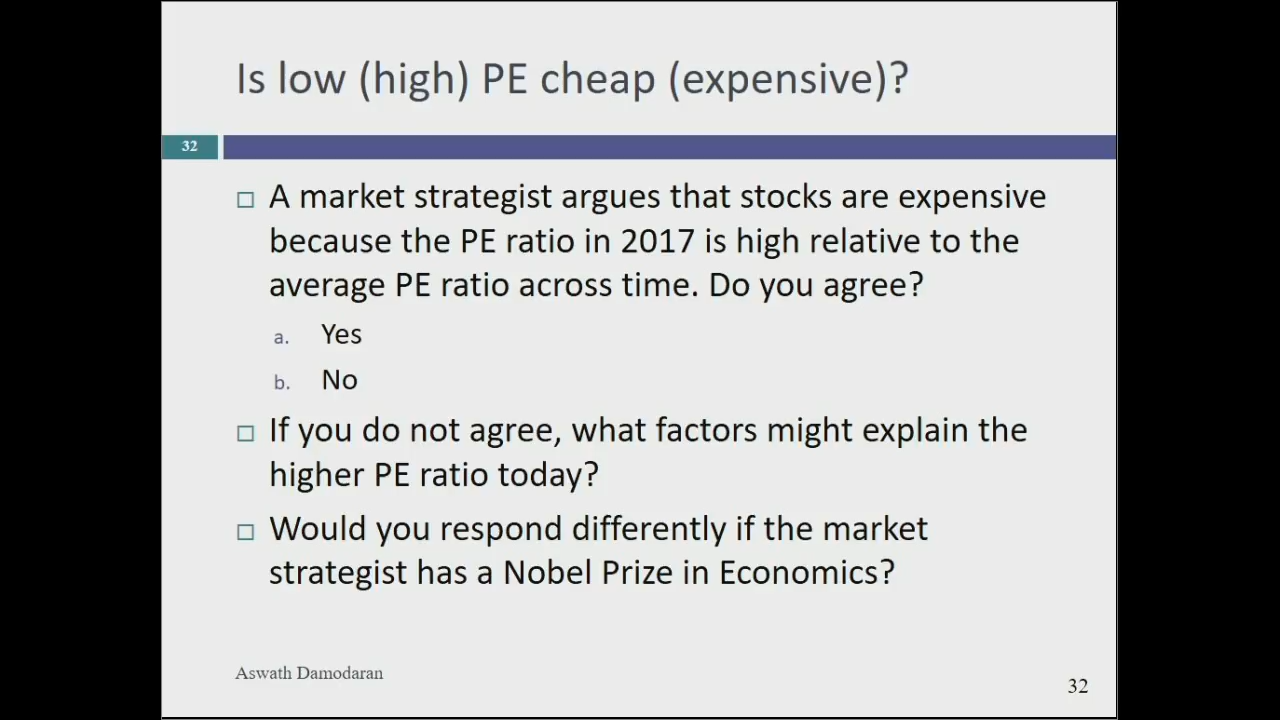 Is low (high) PE cheap (expensive)?
32
A market strategist argues that stocks are expensive
because the PE ratio in 2017 is high relative to the
average PE ratio across time. Do you agree?
a. Yes
b. No
If you do not agree, what factors might explain the
higher PE ratio today?
Would you respond differently if the market
strategist has a Nobel Prize in Economics?
Aswath Damodaran
32